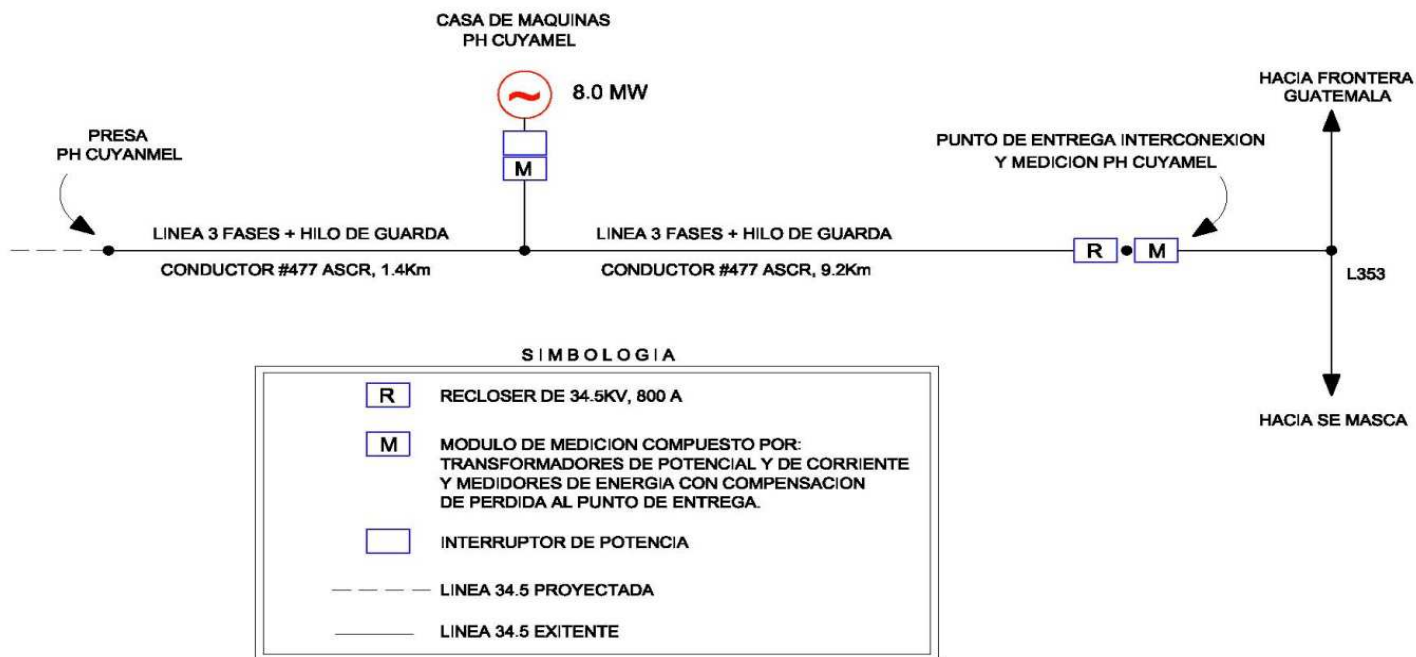 CASA DE MAQUINAS
PH CUYAMEL
8.0 MW
M
HACIA FRONTERA
GUATEMALA
PRESA
PH CUYANMEL
PUNTO DE ENTREGA INTERCONEXION
Y MEDICION PH CUYAMEL
LINEA 3 FASES + HILO DE GUARDA
CONDUCTOR #477 ASCR, 1.4Km
LINEA 3 FASES + HILO DE GUARDA
CONDUCTOR #477 ASCR, 9.2Km
R
M
L353
HACIA SE MASCA
SIMBOLOGIA
R RECLOSER DE 34.5KV, 800 A
M MODULO DE MEDICION COMPUESTO POR:
TRANSFORMADORES DE POTENCIAL Y DE CORRIENTE
Y MEDIDORES DE ENERGIA CON COMPENSACION
DE PERDIDA AL PUNTO DE ENTREGA.
INTERRUPTOR DE POTENCIA
LINEA 34.5 PROYECTADA
LINEA 34.5 EXITENTE